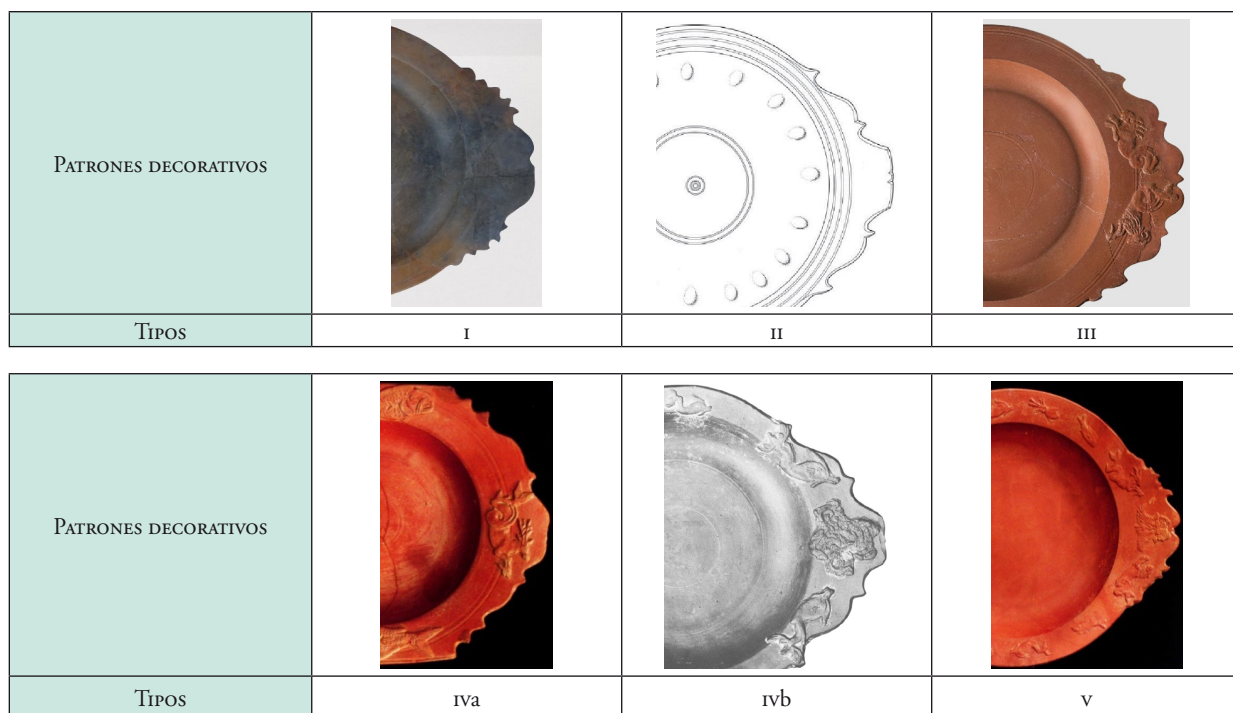 Patrones decorativos
Tipos I II III
Patrones decorativos
Tipos IVa IVb V